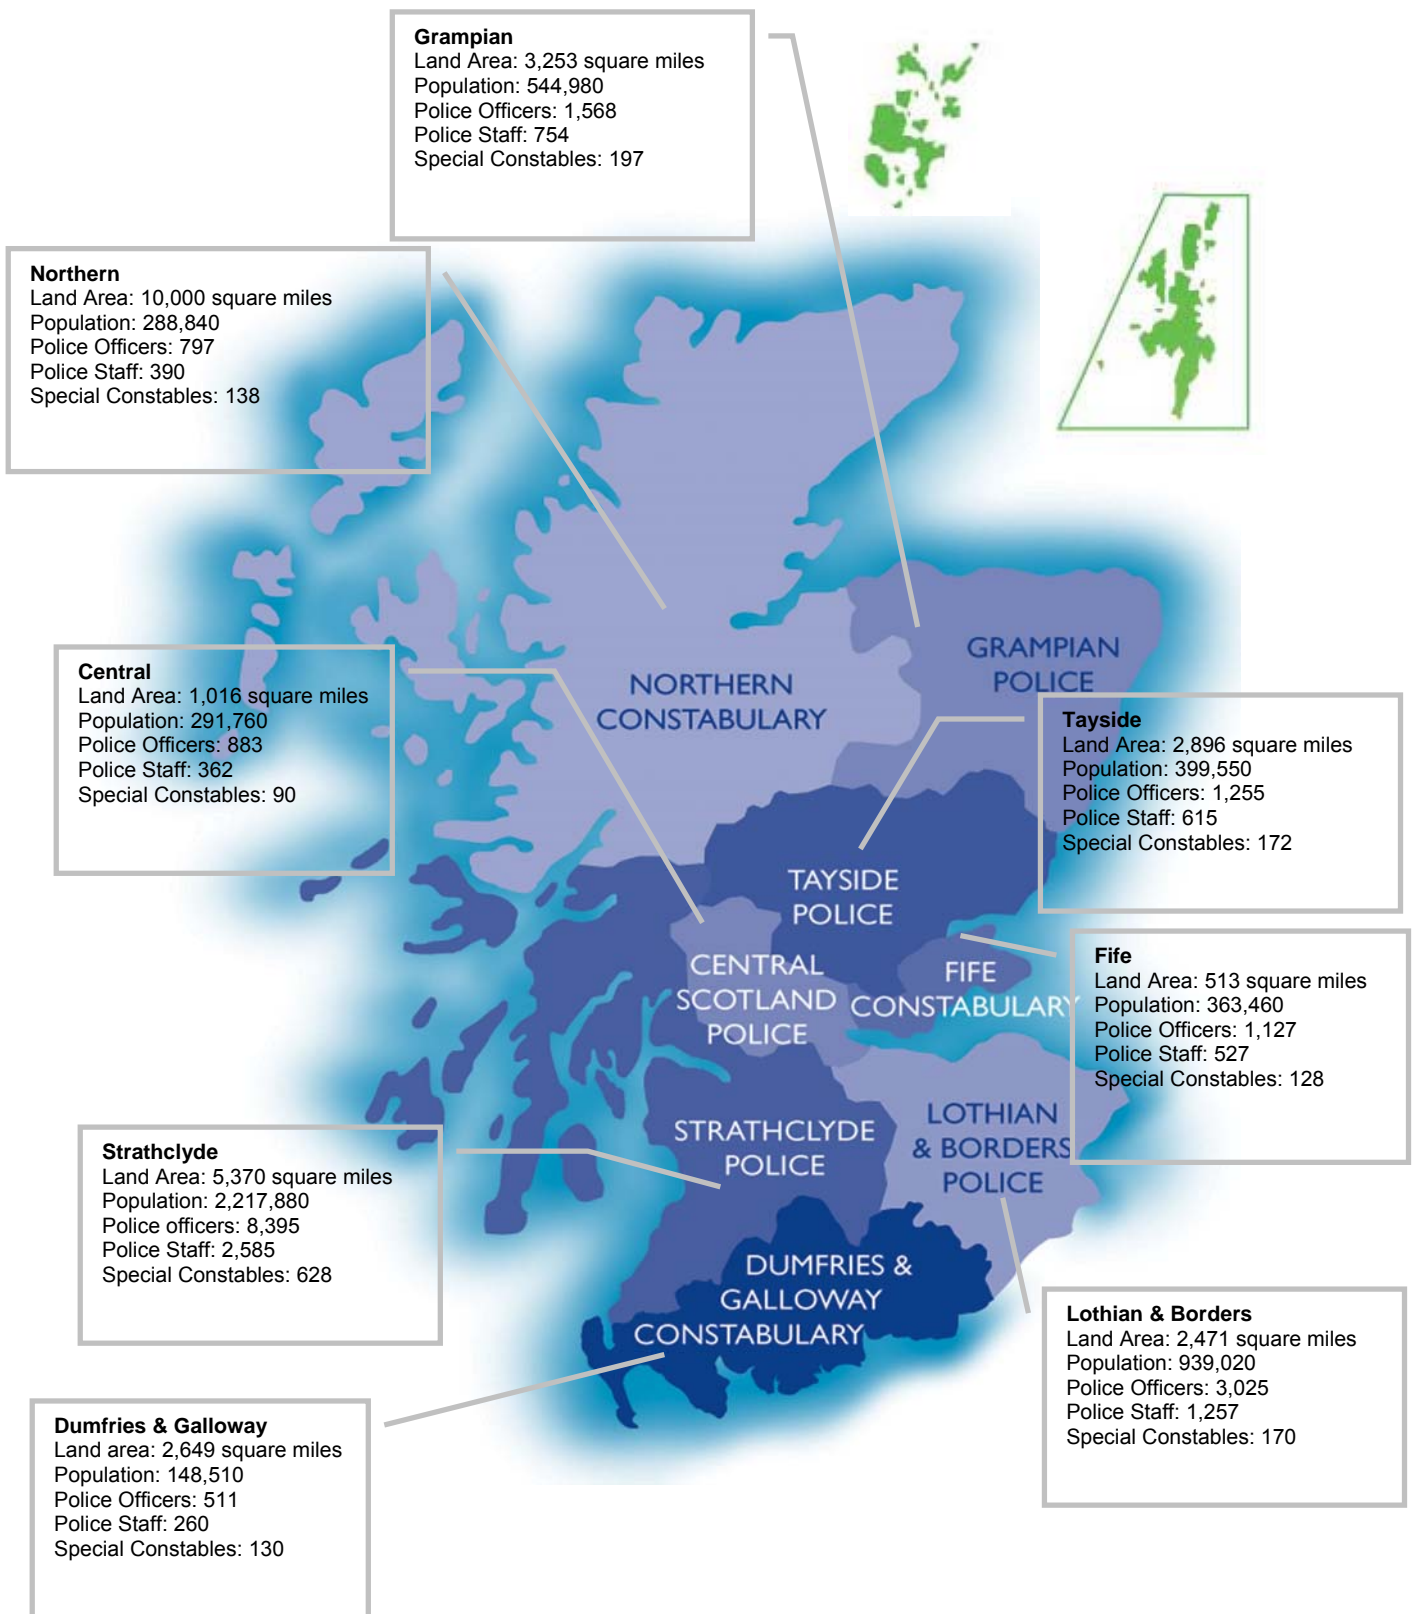 Grampian
Land Area: 3,253 square miles
Population: 544,980
Police Officers: 1,568
Police Staff: 754
Special Constables: 197
Northern
Land Area: 10,000 square miles
Population: 288,840
Police Officers: 797
Police Staff: 390
Special Constables: 138
Central
Land Area: 1,016 square miles
Population: 291,760
Police Officers: 883
Police Staff: 362
Special Constables: 90
NORTHERN
CONSTABULARY
GRAMPIAN
POLICE
Tayside
Land Area: 2,896 square miles
Population: 399,550
Police Officers: 1,255
Police Staff: 615
Special Constables: 172
TAYSIDE
POLICE
CENTRAL
SCOTLAND
POLICE
FIFE
CONSTABULARY
Fife
Land Area: 513 square miles
Population: 363,460
Police Officers: 1,127
Police Staff: 527
Special Constables: 128
STRATHCLYDE
POLICE
LOTHIAN
& BORDERS
POLICE
Strathclyde
Land Area: 5,370 square miles
Population: 2,217,880
Police officers: 8,395
Police Staff: 2,585
Special Constables: 628
DUMFRIES &
GALLOWAY
CONSTABULARY
Lothian & Borders
Land Area: 2,471 square miles
Population: 939,020
Police Officers: 3,025
Police Staff: 1,257
Special Constables: 170
Dumfries & Galloway
Land area: 2,649 square miles
Population: 148,510
Police Officers: 511
Police Staff: 260
Special Constables: 130